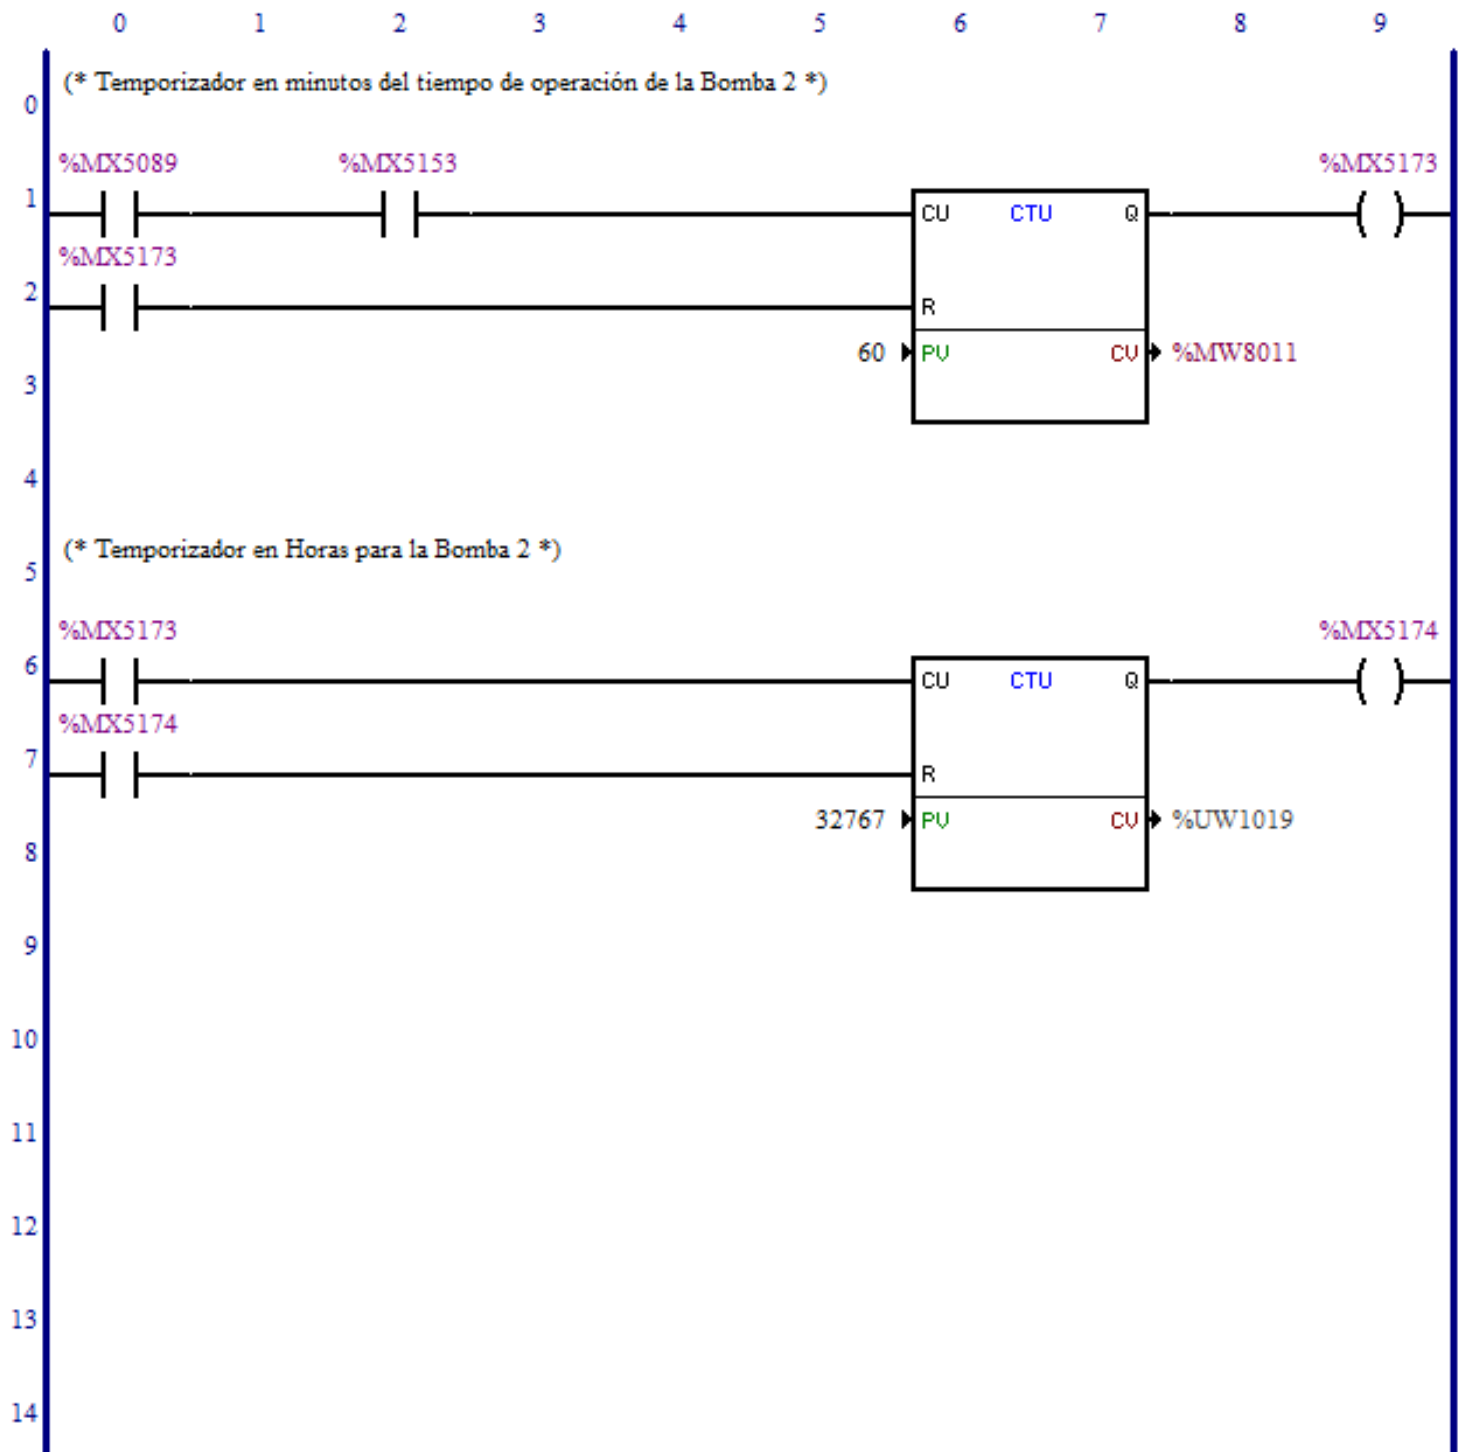 0 1 2 3 4 5 6 7 8 9
(* Temporizador en minutos del tiempo de operación de la Bomba 2 *)
0
%MX5089 %MX5153 %MX5173
1 CU CTU Q
%MX5173
2 R
60 PV CV %MW8011
3
4
(* Temporizador en Horas para la Bomba 2 *)
5
%MX5173 %MX5174
6 CU CTU Q
%MX5174
7 R
32767 PV CV %UW1019
8
9
10
11
12
13
14